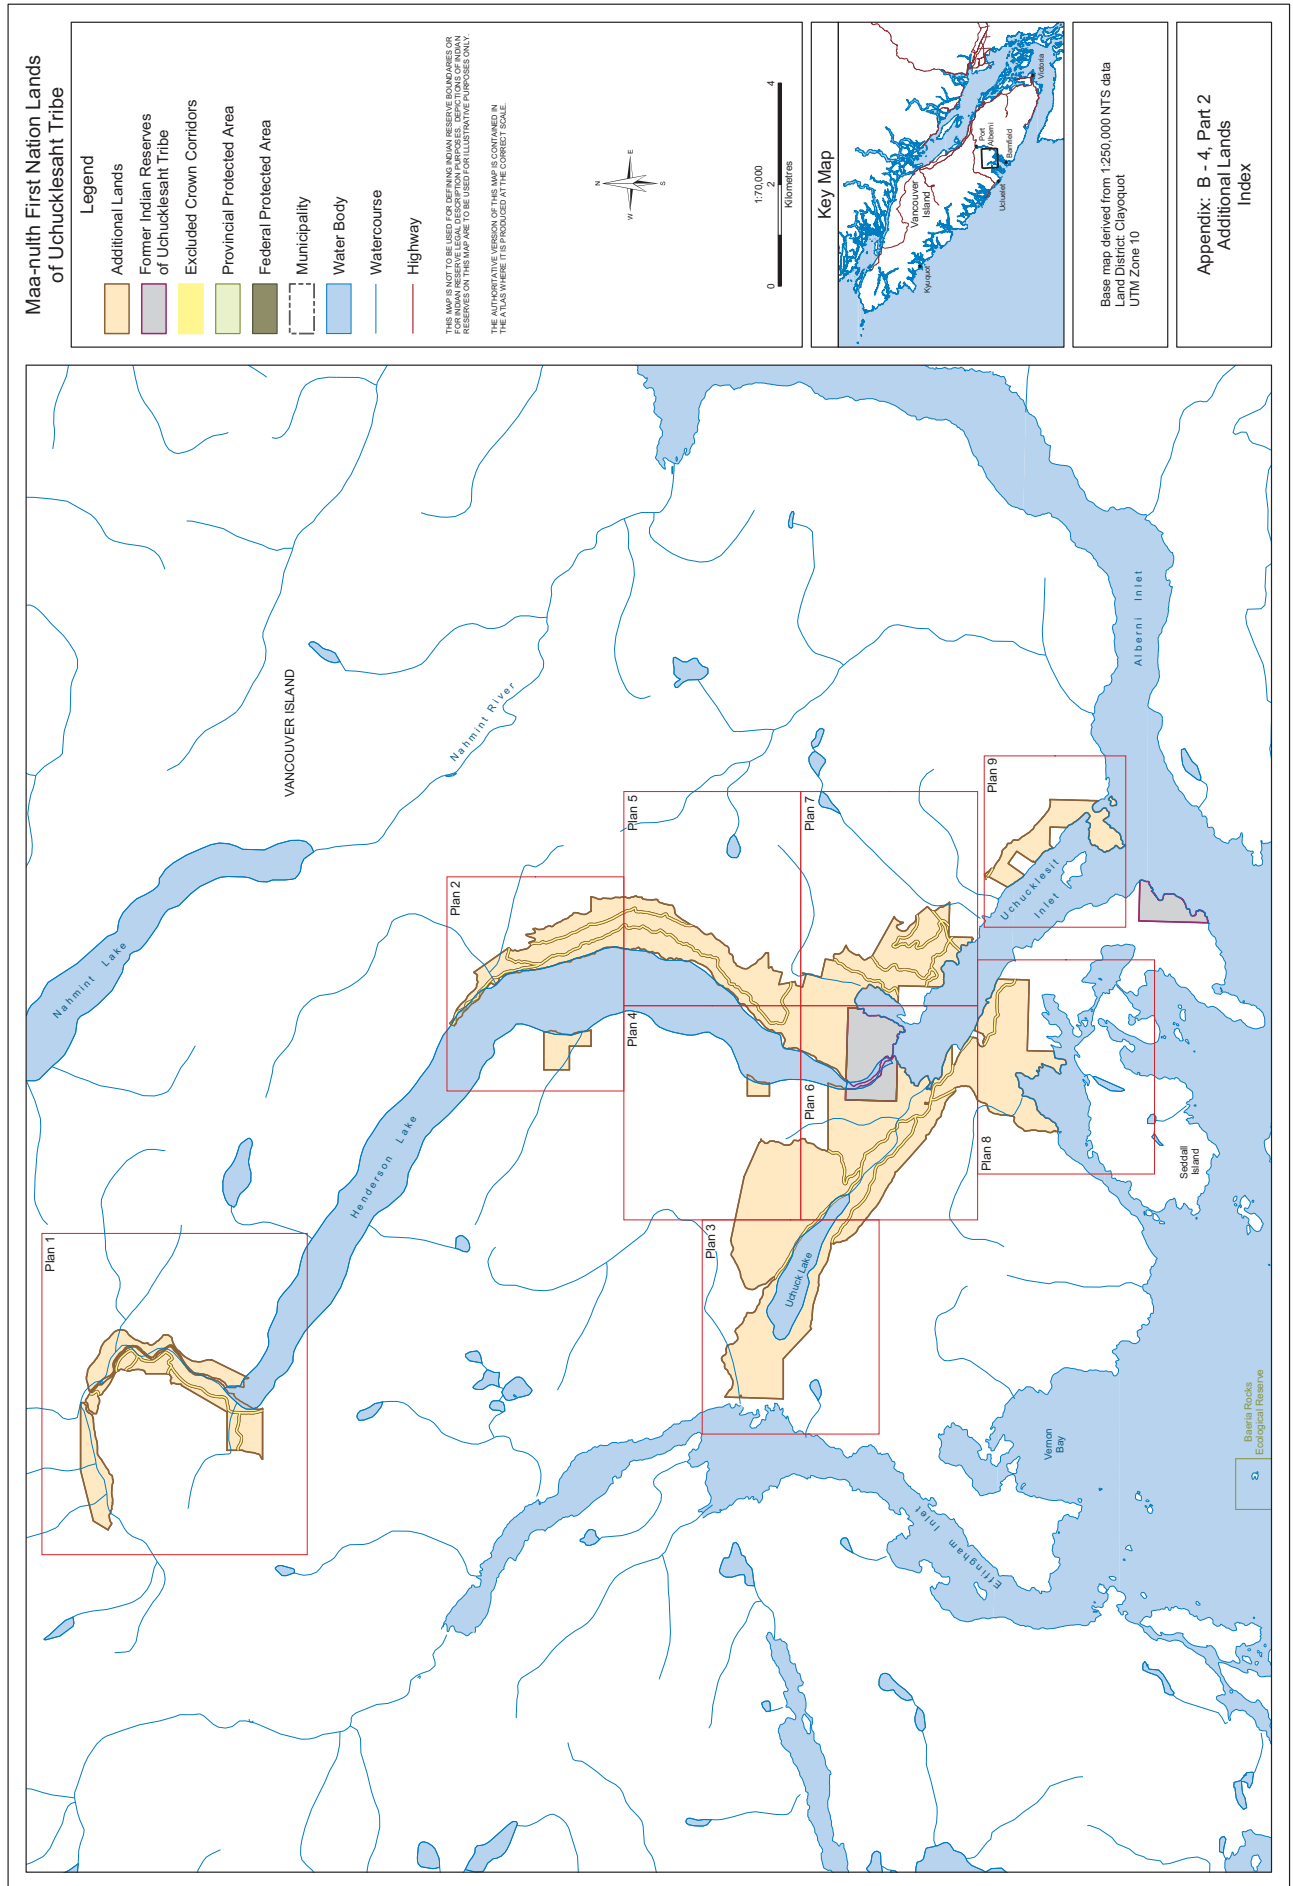 Maa-nulth First Nation Lands
of Uchucklesaht Tribe
Legend
Additional Lands
Former Indian Reserves
of Uchucklesaht Tribe
Excluded Crown Corridors
Provincial Protected Area
Federal Protected Area
Municipality
Water Body
Watercourse
Highway
THIS MAP IS NOT TO BE USED FOR DEFINING INDIAN RESERVE BOUNDARIES OR
FOR INDIAN RESERVE LEGAL DESCRIPTION PURPOSES. DEPICTIONS OF INDIAN
RESERVES ON THIS MAP ARE TO BE USED FOR ILLUSTRATIVE PURPOSES ONLY.
THE AUTHORITATIVE VERSION OF THIS MAP IS CONTAINED IN
THE ATLAS WHERE IT IS PRODUCED AT THE CORRECT SCALE.
N
W
E
S
1:70,000
0
2
4
Kilometres
Key Map
Vancouver
Island
Kyuquot
Port
Alberni
Ucluelet
Bamfield
Victoria
Base map derived from 1:250,000 NTS data
Land District: Clayoquot
UTM Zone 10
Appendix: B - 4, Part 2
Additional Lands
Index
Nahmint Lake
VANCOUVER ISLAND
Nahmint River
Plan 1
Henderson Lake
Plan 2
Plan 3
Plan 4
Plan 5
Plan 6
Plan 7
Plan 8
Plan 9
Uchuck Lake
Uchucklesit
Inlet
Alberni Inlet
Effingham Inlet
Vernon
Bay
Seddall
Island
Baeria Rocks
Ecological Reserve